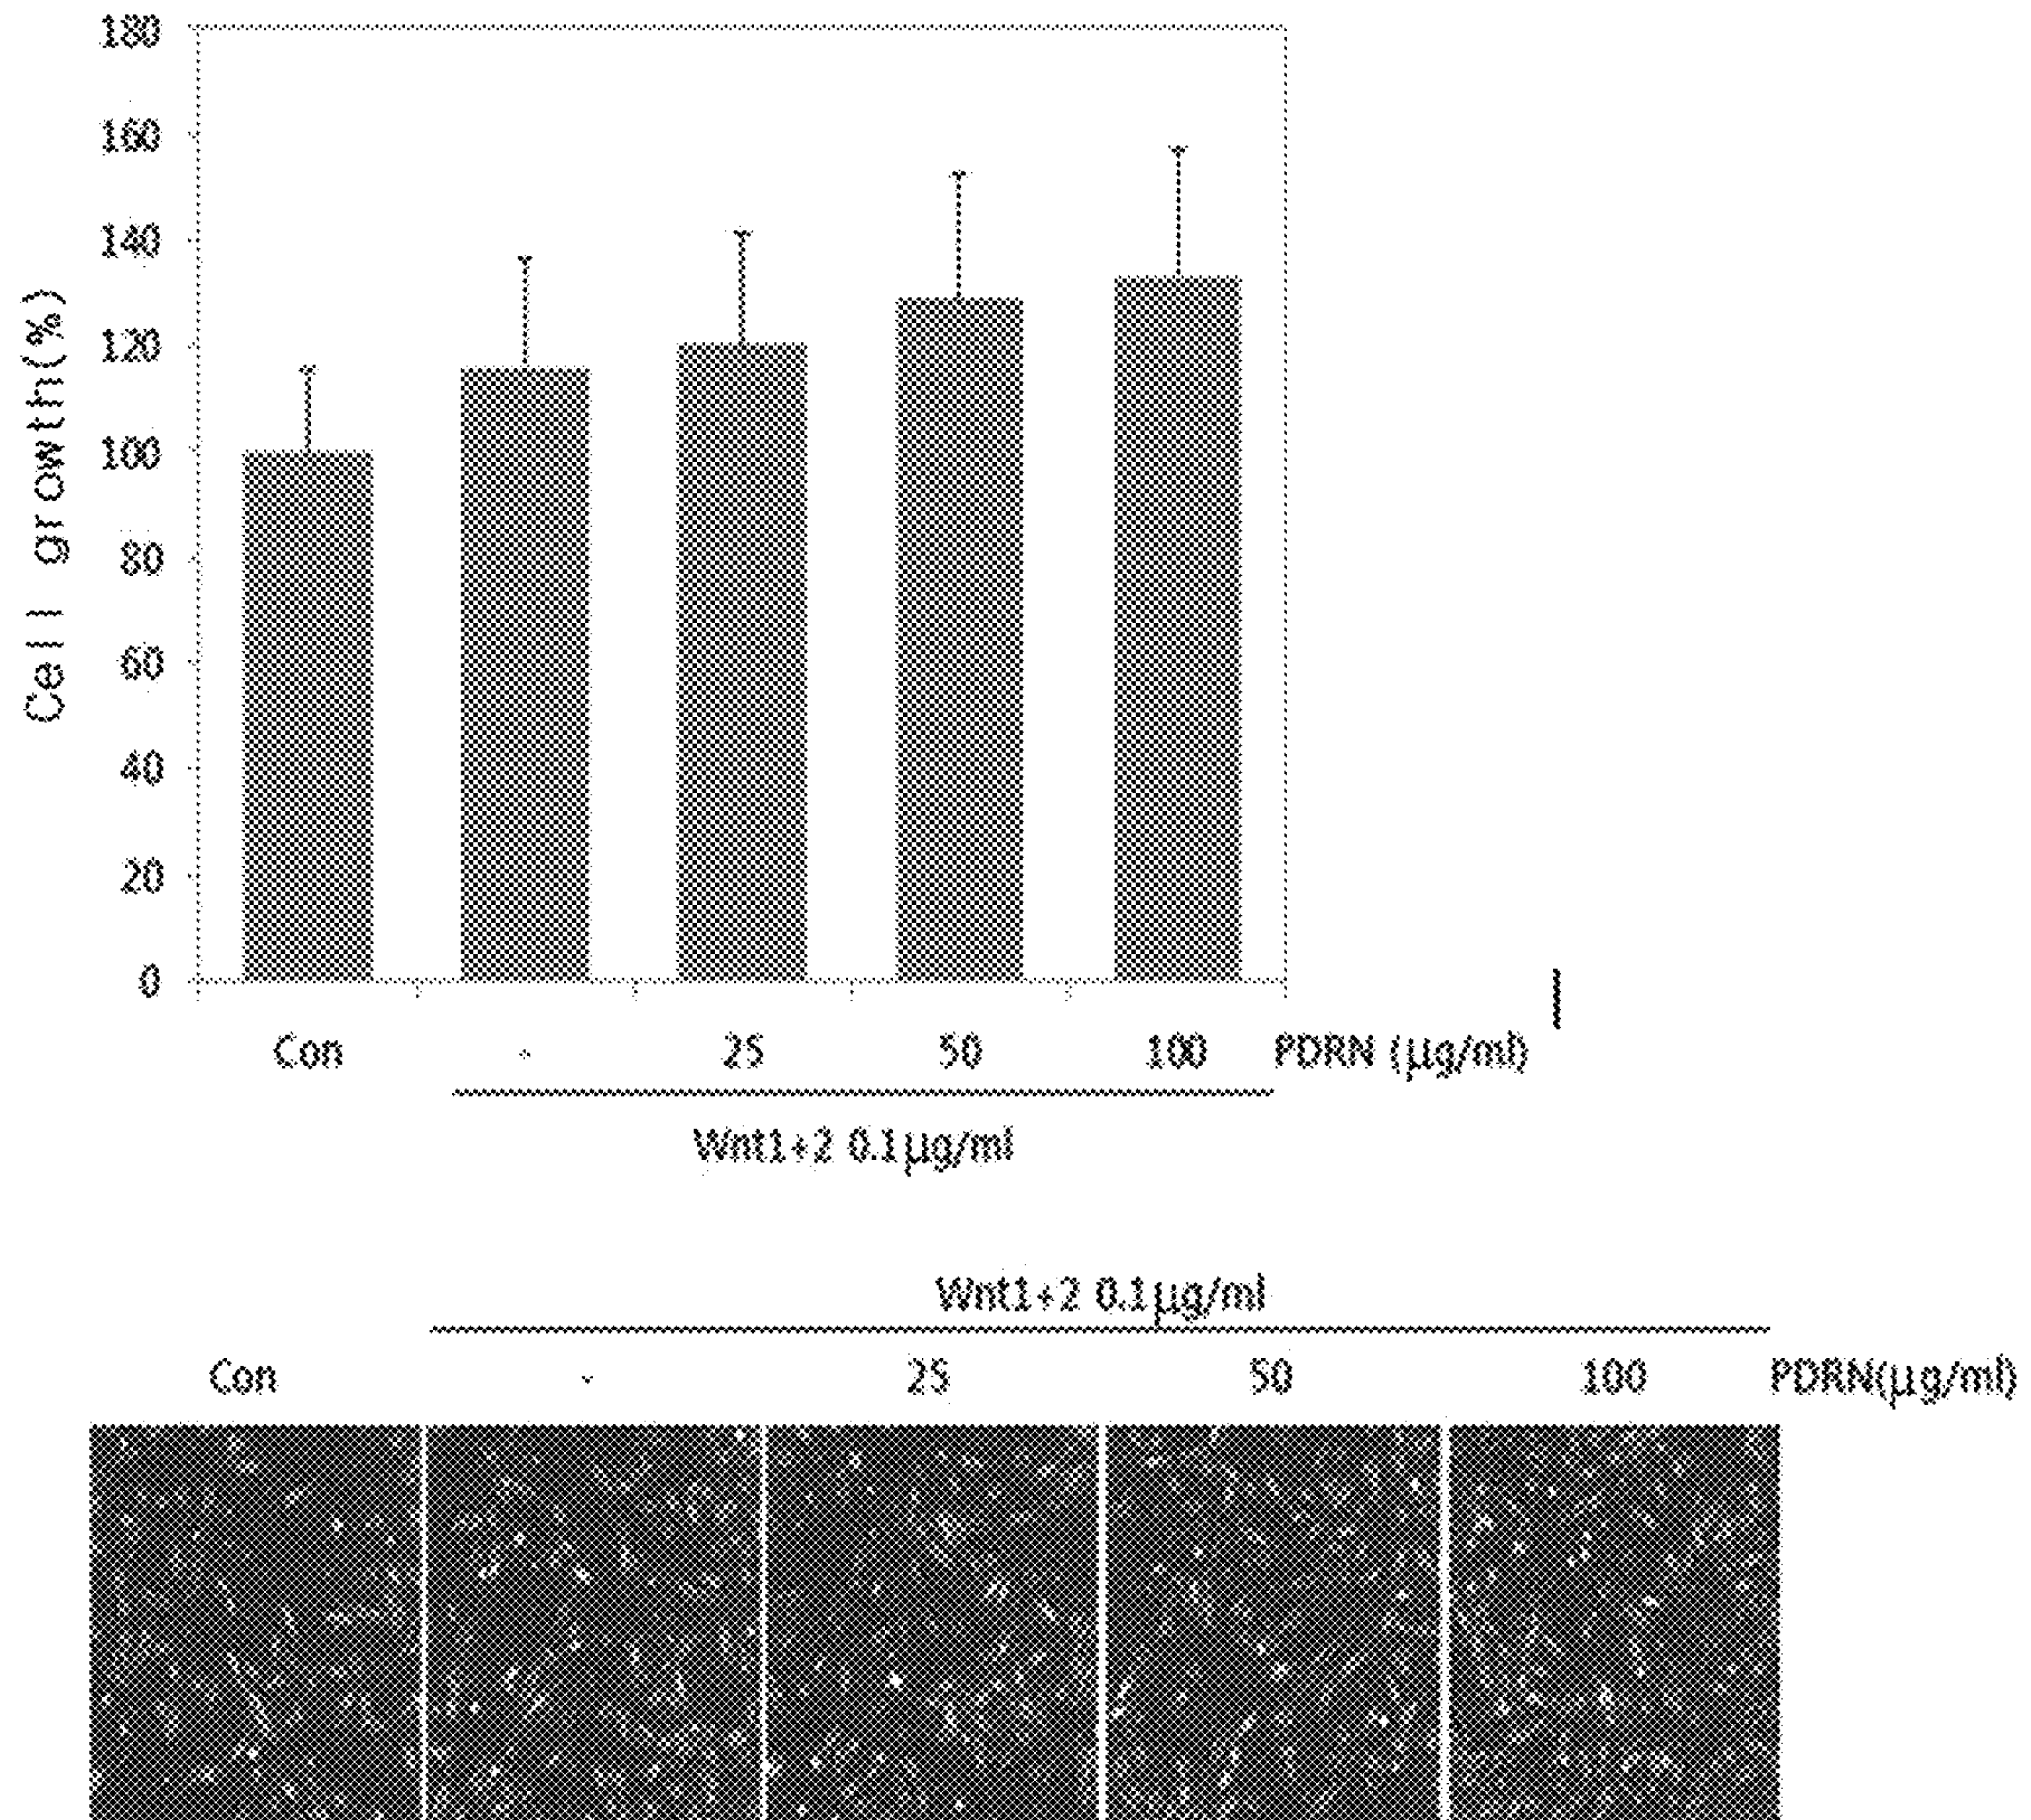 Cell growth(%)
180
160
140
120
100
80
60
40
20
0
Con - 25 50 100 PDRN (μg/ml)
Wnt1+2 0.1μg/ml
Wnt1+2 0.1μg/ml
Con - 25 50 100 PDRN(μg/ml)